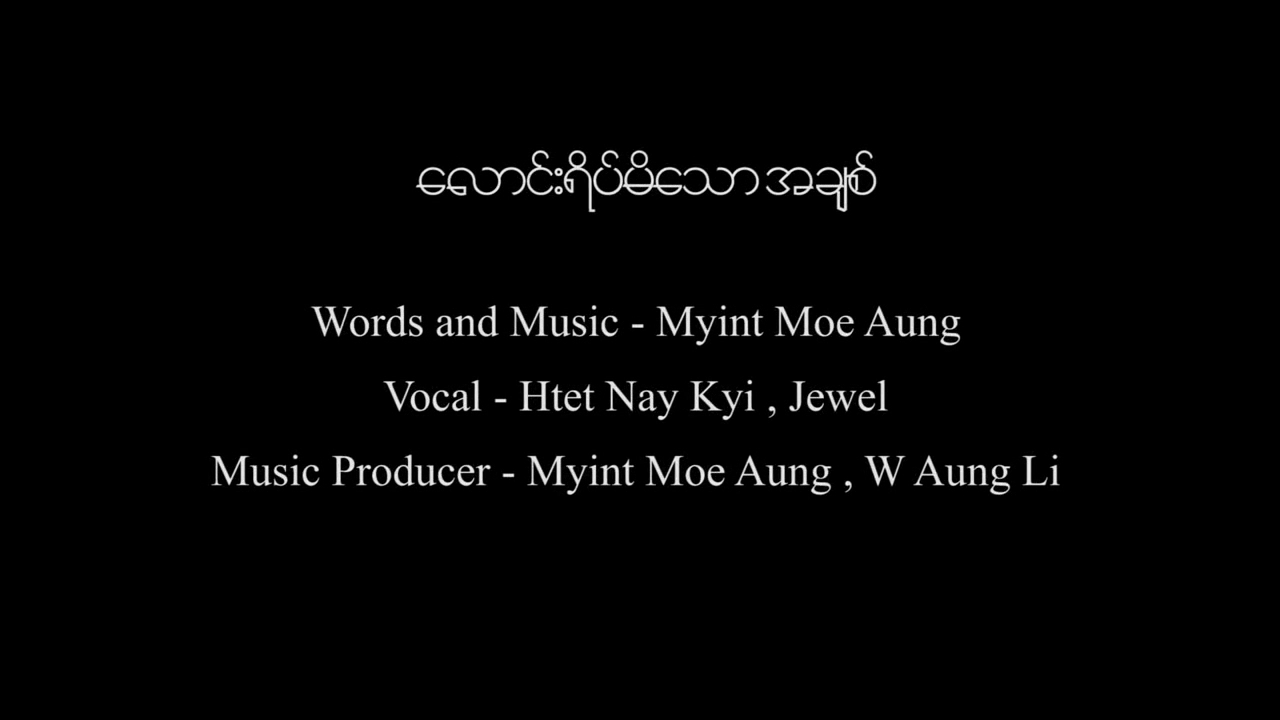 လောင်းရိပ်မိသော အချစ်
Words and Music - Myint Moe Aung
Vocal - Htet Nay Kyi , Jewel
Music Producer - Myint Moe Aung , W Aung Li